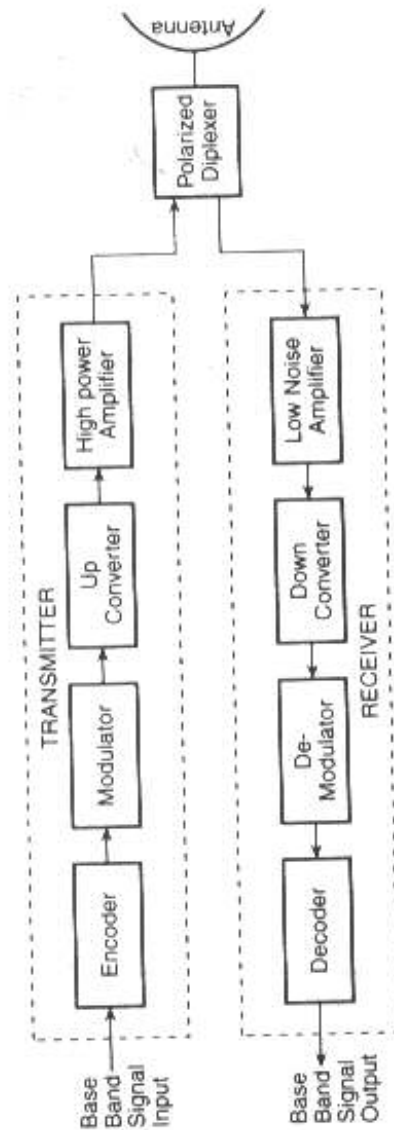 Base
Band
Signal
Input
TRANSMITTER
Encoder
Modulator
Up
Converter
High power
Amplifier
Polarized
Diplexer
Antenna
Low Noise
Amplifier
Down
Converter
De-
Modulator
Decoder
RECEIVER
Base
Band
Signal
Output